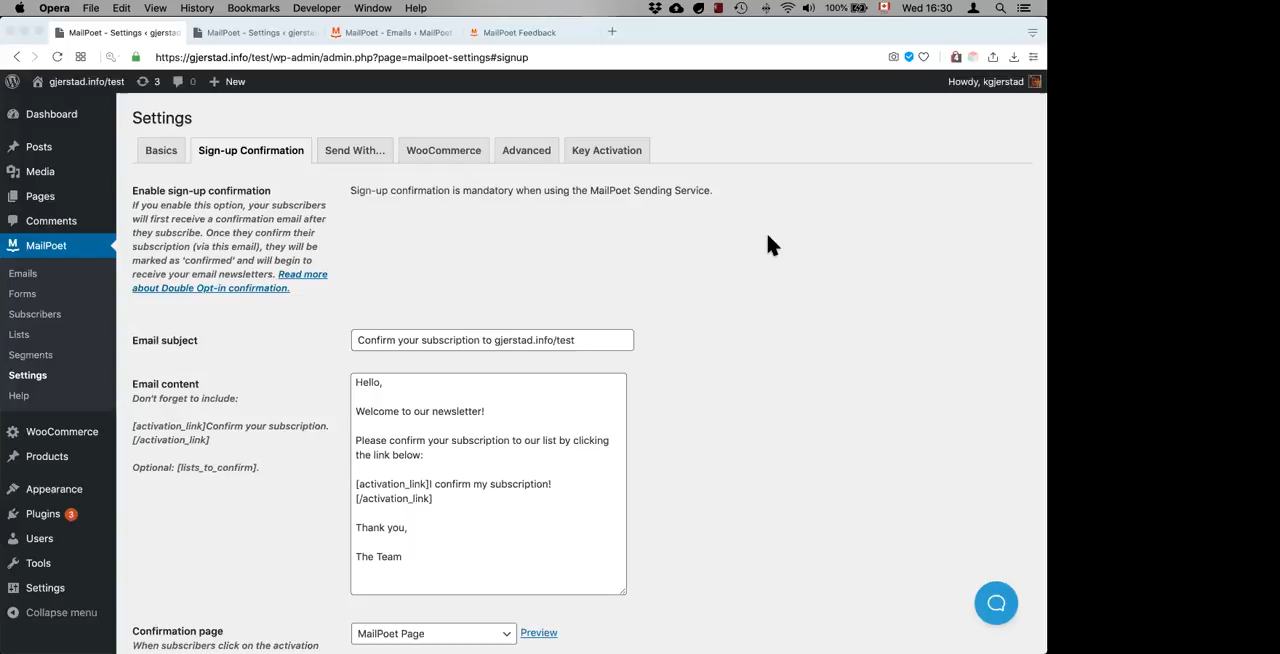 Opera File Edit View History Bookmarks Developer Window Help 100% Wed 16:30
MailPoet - Settings ‹ gjerstad MailPoet - Settings ‹ gjerstad MailPoet - Emails ‹ MailPoet MailPoet Feedback
https://gjerstad.info/test/wp-admin/admin.php?page=mailpoet-settings#signup
gjerstad.info/test 3 0 New Howdy, kgjerstad
Dashboard
Posts
Media
Pages
Comments
MailPoet
Emails
Forms
Subscribers
Lists
Segments
Settings
Help
WooCommerce
Products
Appearance
Plugins 3
Users
Tools
Settings
Collapse menu
Settings
Basics Sign-up Confirmation Send With... WooCommerce Advanced Key Activation
Enable sign-up confirmation
If you enable this option, your subscribers
will first receive a confirmation email after
they subscribe. Once they confirm their
subscription (via this email), they will be
marked as 'confirmed' and will begin to
receive your email newsletters. Read more
about Double Opt-in confirmation.
Sign-up confirmation is mandatory when using the MailPoet Sending Service.
Email subject
Confirm your subscription to gjerstad.info/test
Email content
Don't forget to include:
[activation_link]Confirm your subscription.
[/activation_link]
Optional: [lists_to_confirm].
Hello,
Welcome to our newsletter!
Please confirm your subscription to our list by clicking
the link below:
[activation_link]I confirm my subscription!
[/activation_link]
Thank you,
The Team
Confirmation page
When subscribers click on the activation
MailPoet Page Preview